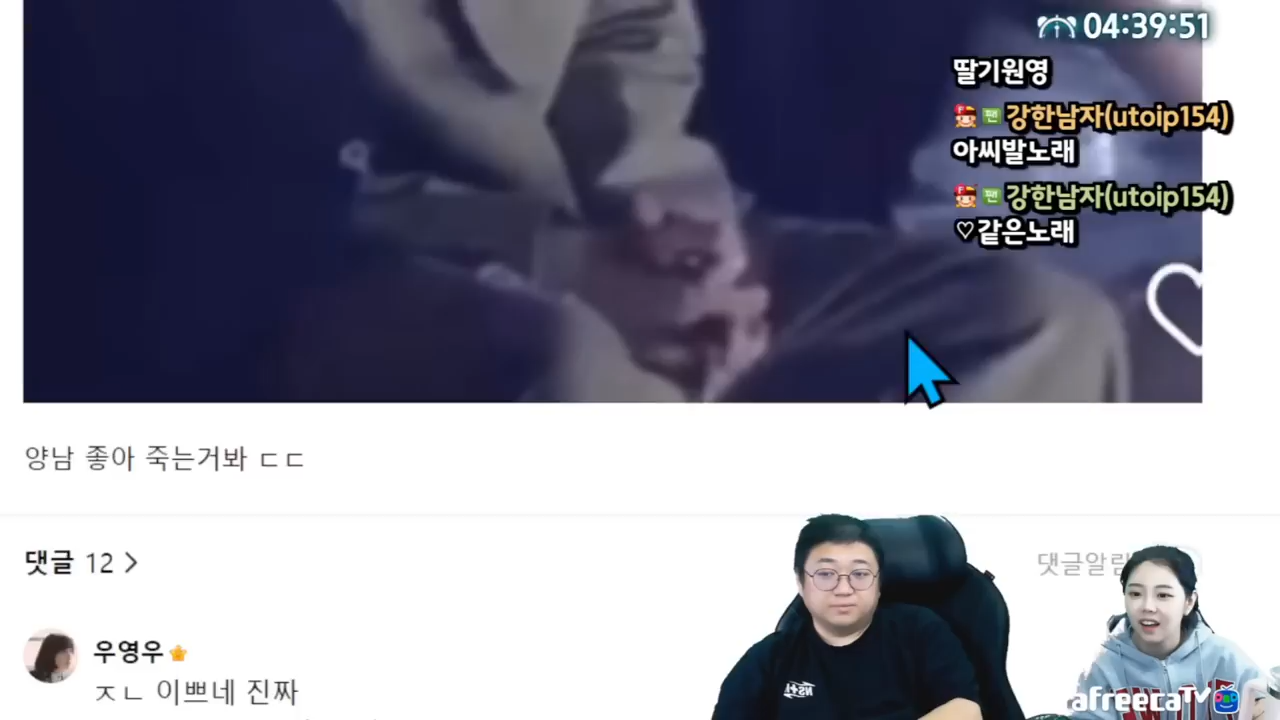 04:39:51
딸기원영
강한남자(utoip154)
아씨발노래
강한남자(utoip154)
♡같은노래
양남 좋아 죽는거봐 ㄷㄷ
댓글 12 >
댓글알림
우영우
ㅈㄴ 이쁘네 진짜
afreecaTV